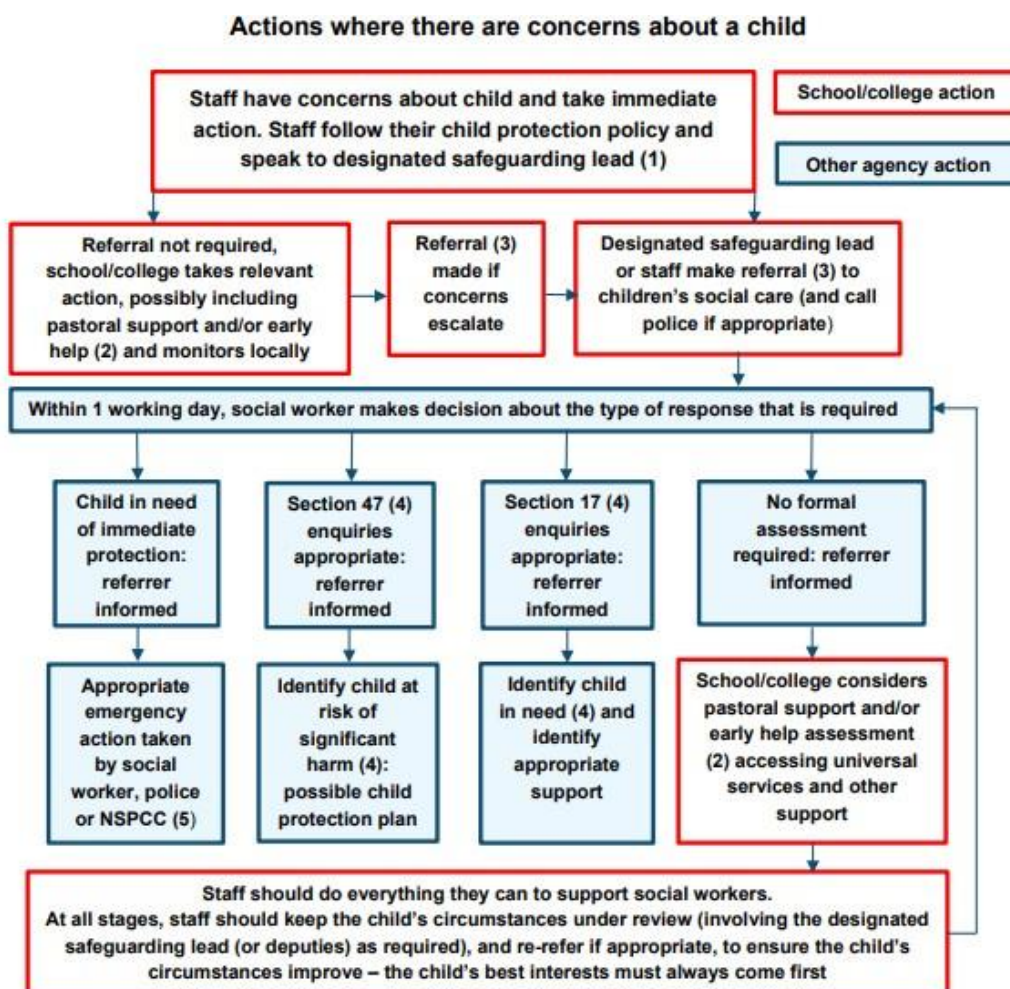 Actions where there are concerns about a child
Staff have concerns about child and take immediate
action. Staff follow their child protection policy and
speak to designated safeguarding lead (1)
School/college action
Other agency action
Referral not required,
school/college takes relevant
action, possibly including
pastoral support and/or early
help (2) and monitors locally
Referral (3)
made if
concerns
escalate
Designated safeguarding lead
or staff make referral (3) to
children’s social care (and call
police if appropriate)
Within 1 working day, social worker makes decision about the type of response that is required
Child in need
of immediate
protection:
referrer
informed
Section 47 (4)
enquiries
appropriate:
referrer
informed
Section 17 (4)
enquiries
appropriate:
referrer
informed
No formal
assessment
required: referrer
informed
Appropriate
emergency
action taken
by social
worker, police
or NSPCC (5)
Identify child at
risk of
significant
harm (4):
possible child
protection plan
Identify child
in need (4) and
identify
appropriate
support
School/college considers
pastoral support and/or
early help assessment
(2) accessing universal
services and other
support
Staff should do everything they can to support social workers.
At all stages, staff should keep the child’s circumstances under review (involving the designated
safeguarding lead (or deputies) as required), and re-refer if appropriate, to ensure the child’s
circumstances improve – the child’s best interests must always come first